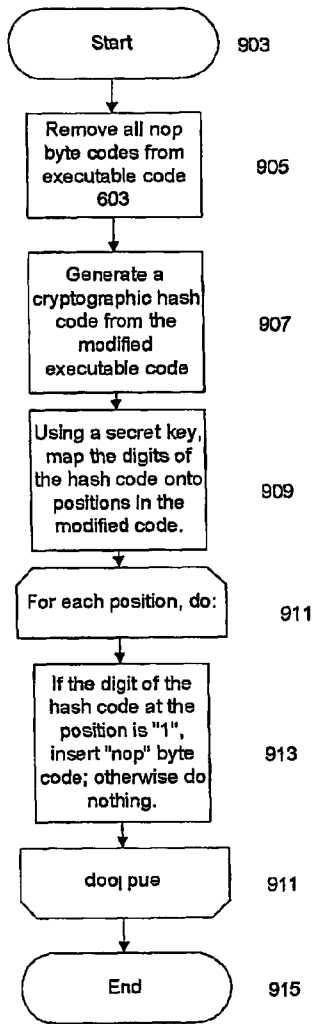 Start
903
Remove all nop
byte codes from
executable code
603
905
Generate a
cryptographic hash
code from the
modified
executable code
907
Using a secret key,
map the digits of
the hash code onto
positions in the
modified code.
909
For each position, do:
911
If the digit of the
hash code at the
position is "1",
insert "nop" byte
code; otherwise do
nothing.
913
end loop
911
End
915